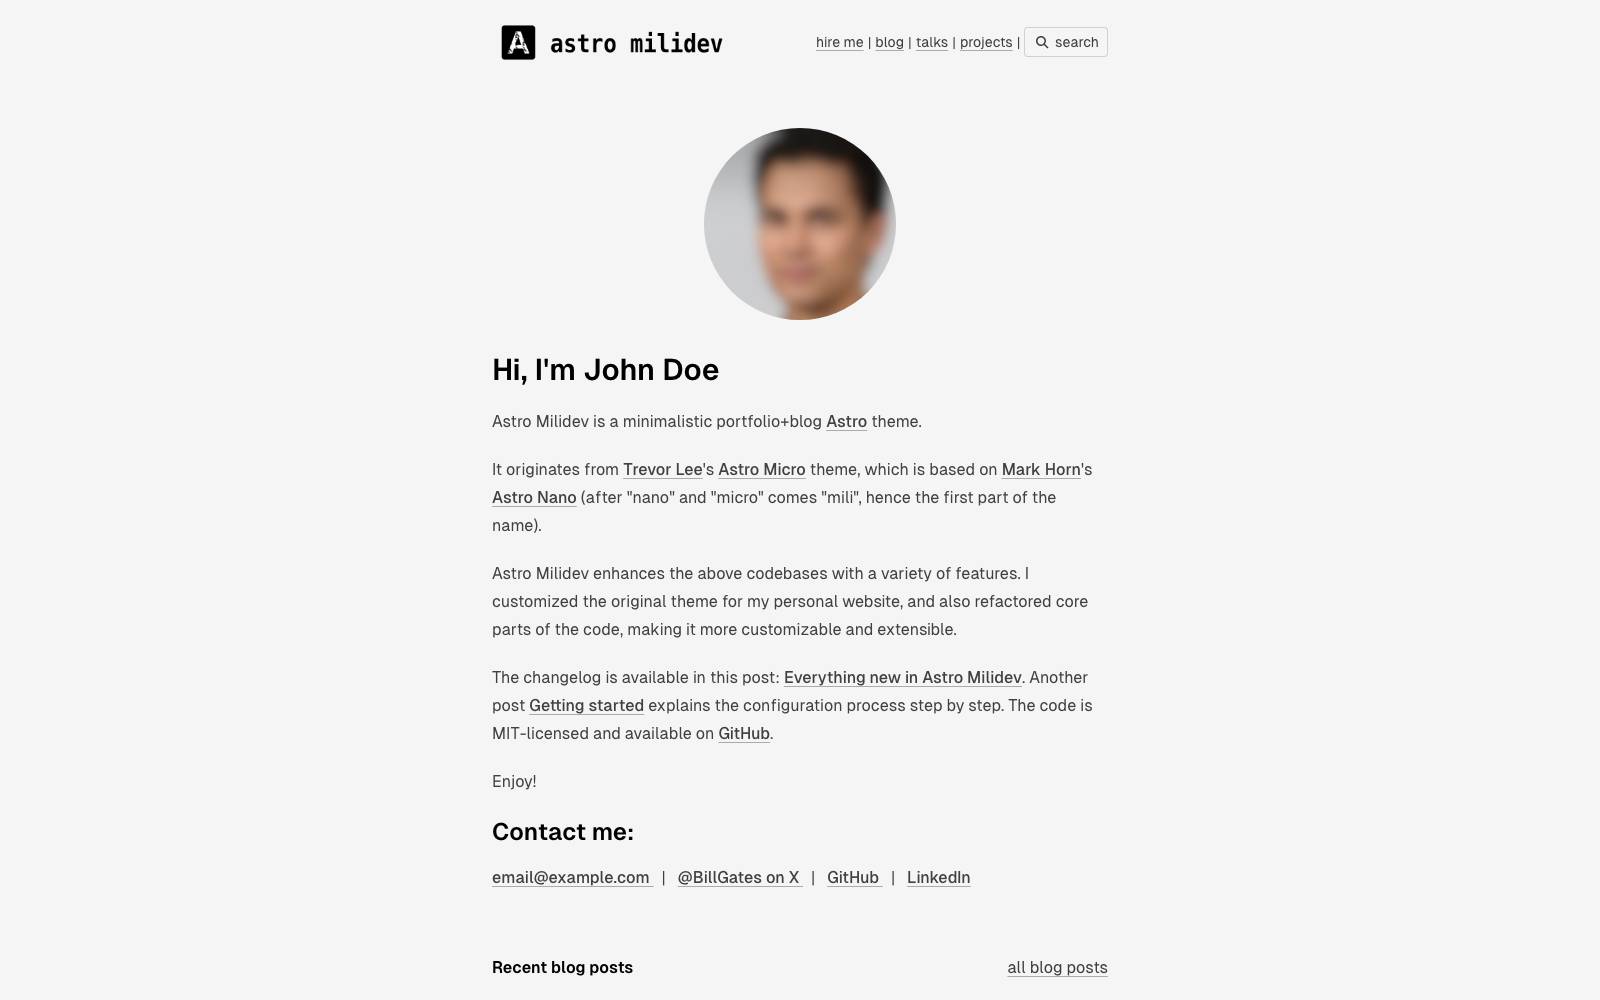 A astro milidev
hire me | blog | talks | projects | search
Hi, I'm John Doe
Astro Milidev is a minimalistic portfolio+blog Astro theme.
It originates from Trevor Lee's Astro Micro theme, which is based on Mark Horn's
Astro Nano (after "nano" and "micro" comes "mili", hence the first part of the
name).
Astro Milidev enhances the above codebases with a variety of features. I
customized the original theme for my personal website, and also refactored core
parts of the code, making it more customizable and extensible.
The changelog is available in this post: Everything new in Astro Milidev. Another
post Getting started explains the configuration process step by step. The code is
MIT-licensed and available on GitHub.
Enjoy!
Contact me:
email@example.com | @BillGates on X | GitHub | LinkedIn
Recent blog posts
all blog posts